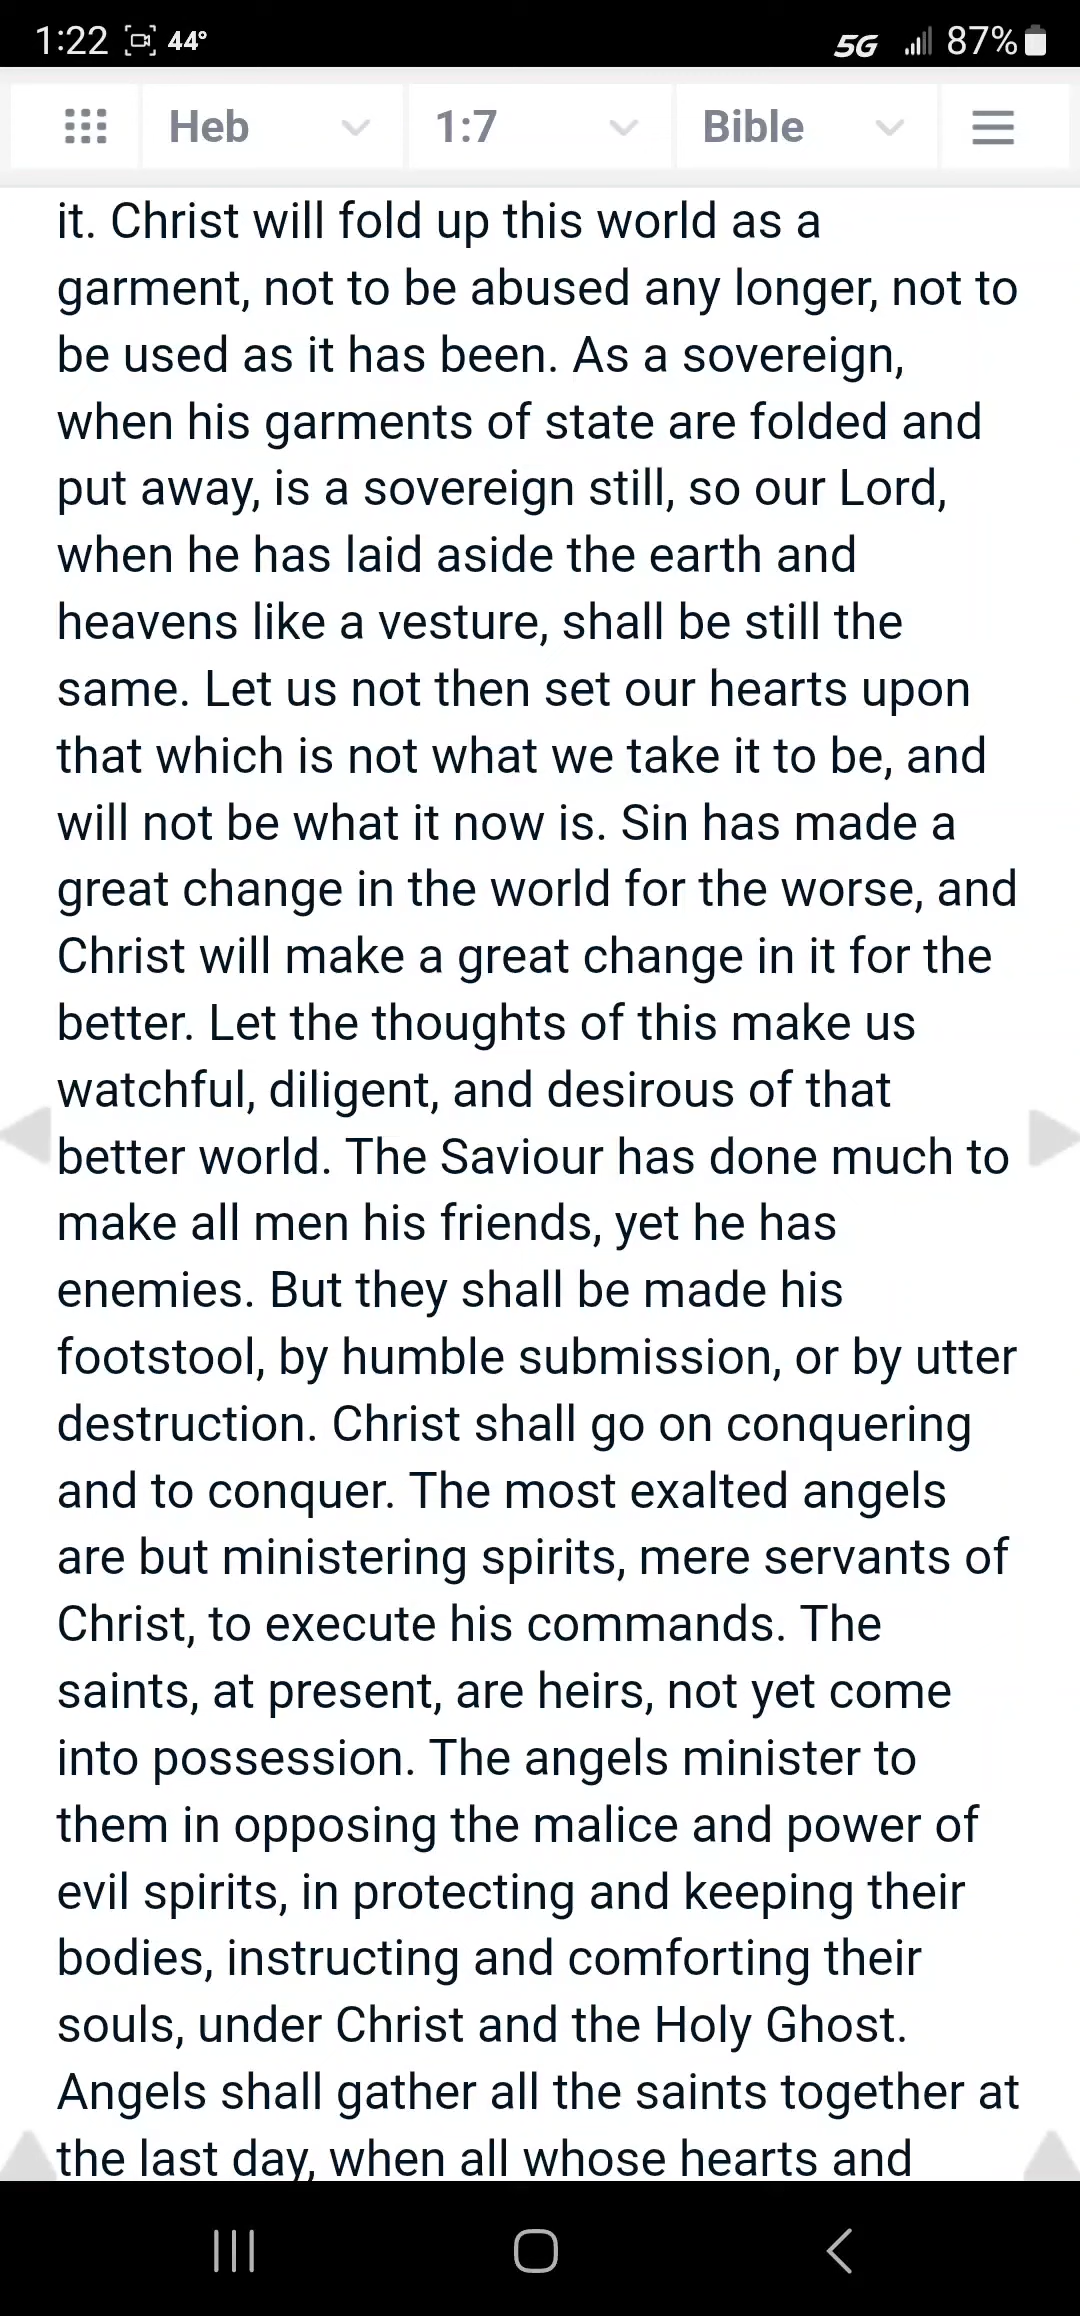 1:22 44° 5G 87%
Heb 1:7 Bible
it. Christ will fold up this world as a
garment, not to be abused any longer, not to
be used as it has been. As a sovereign,
when his garments of state are folded and
put away, is a sovereign still, so our Lord,
when he has laid aside the earth and
heavens like a vesture, shall be still the
same. Let us not then set our hearts upon
that which is not what we take it to be, and
will not be what it now is. Sin has made a
great change in the world for the worse, and
Christ will make a great change in it for the
better. Let the thoughts of this make us
watchful, diligent, and desirous of that
better world. The Saviour has done much to
make all men his friends, yet he has
enemies. But they shall be made his
footstool, by humble submission, or by utter
destruction. Christ shall go on conquering
and to conquer. The most exalted angels
are but ministering spirits, mere servants of
Christ, to execute his commands. The
saints, at present, are heirs, not yet come
into possession. The angels minister to
them in opposing the malice and power of
evil spirits, in protecting and keeping their
bodies, instructing and comforting their
souls, under Christ and the Holy Ghost.
Angels shall gather all the saints together at
the last day, when all whose hearts and